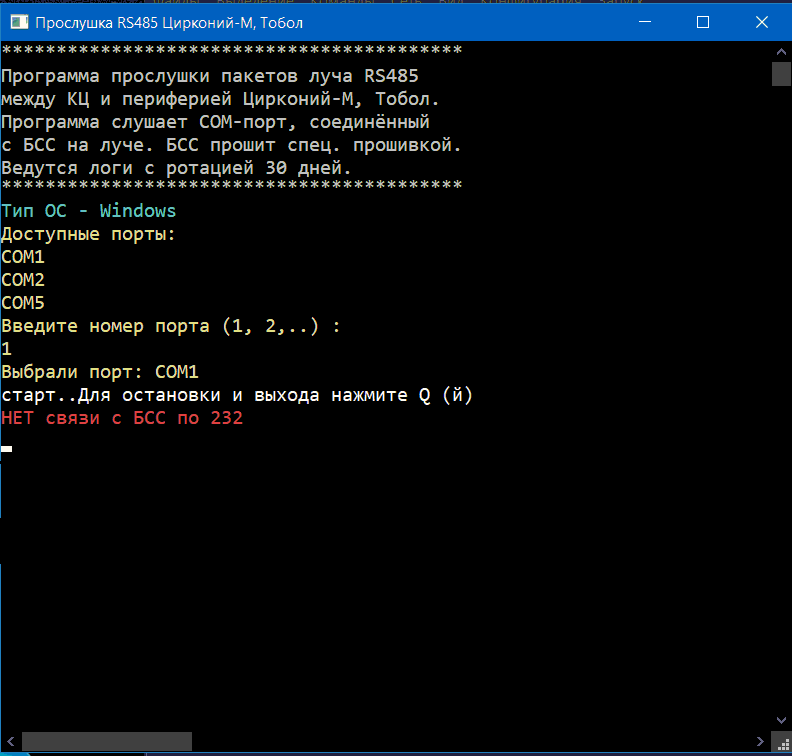 Прослушка RS485 Цирконий-М, Тобол
******************************************
Программа прослушки пакетов луча RS485
между КЦ и периферией Цирконий-М, Тобол.
Программа слушает COM-порт, соединённый
с БСС на луче. БСС прошит спец. прошивкой.
Ведутся логи с ротацией 30 дней.
******************************************
Тип ОС - Windows
Доступные порты:
COM1
COM2
COM5
Введите номер порта (1, 2,..) :
1
Выбрали порт: COM1
старт..Для остановки и выхода нажмите Q (й)
НЕТ связи с БСС по 232